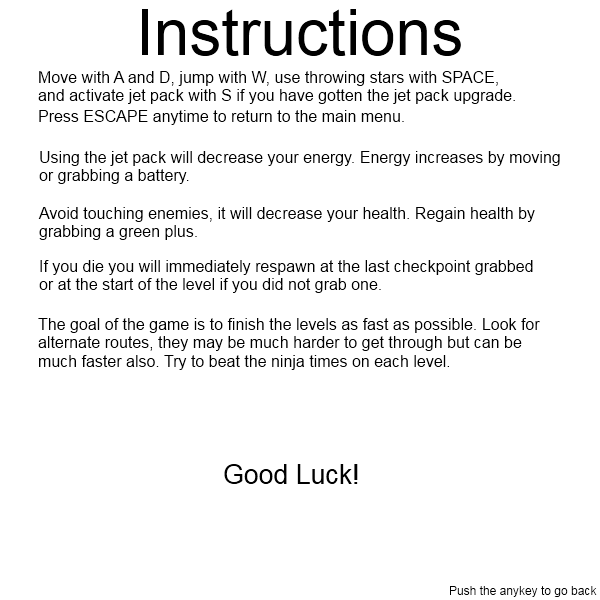 Instructions
Move with A and D, jump with W, use throwing stars with SPACE,
and activate jet pack with S if you have gotten the jet pack upgrade.
Press ESCAPE anytime to return to the main menu.
Using the jet pack will decrease your energy. Energy increases by moving
or grabbing a battery.
Avoid touching enemies, it will decrease your health. Regain health by
grabbing a green plus.
If you die you will immediately respawn at the last checkpoint grabbed
or at the start of the level if you did not grab one.
The goal of the game is to finish the levels as fast as possible. Look for
alternate routes, they may be much harder to get through but can be
much faster also. Try to beat the ninja times on each level.
Good Luck!
Push the anykey to go back